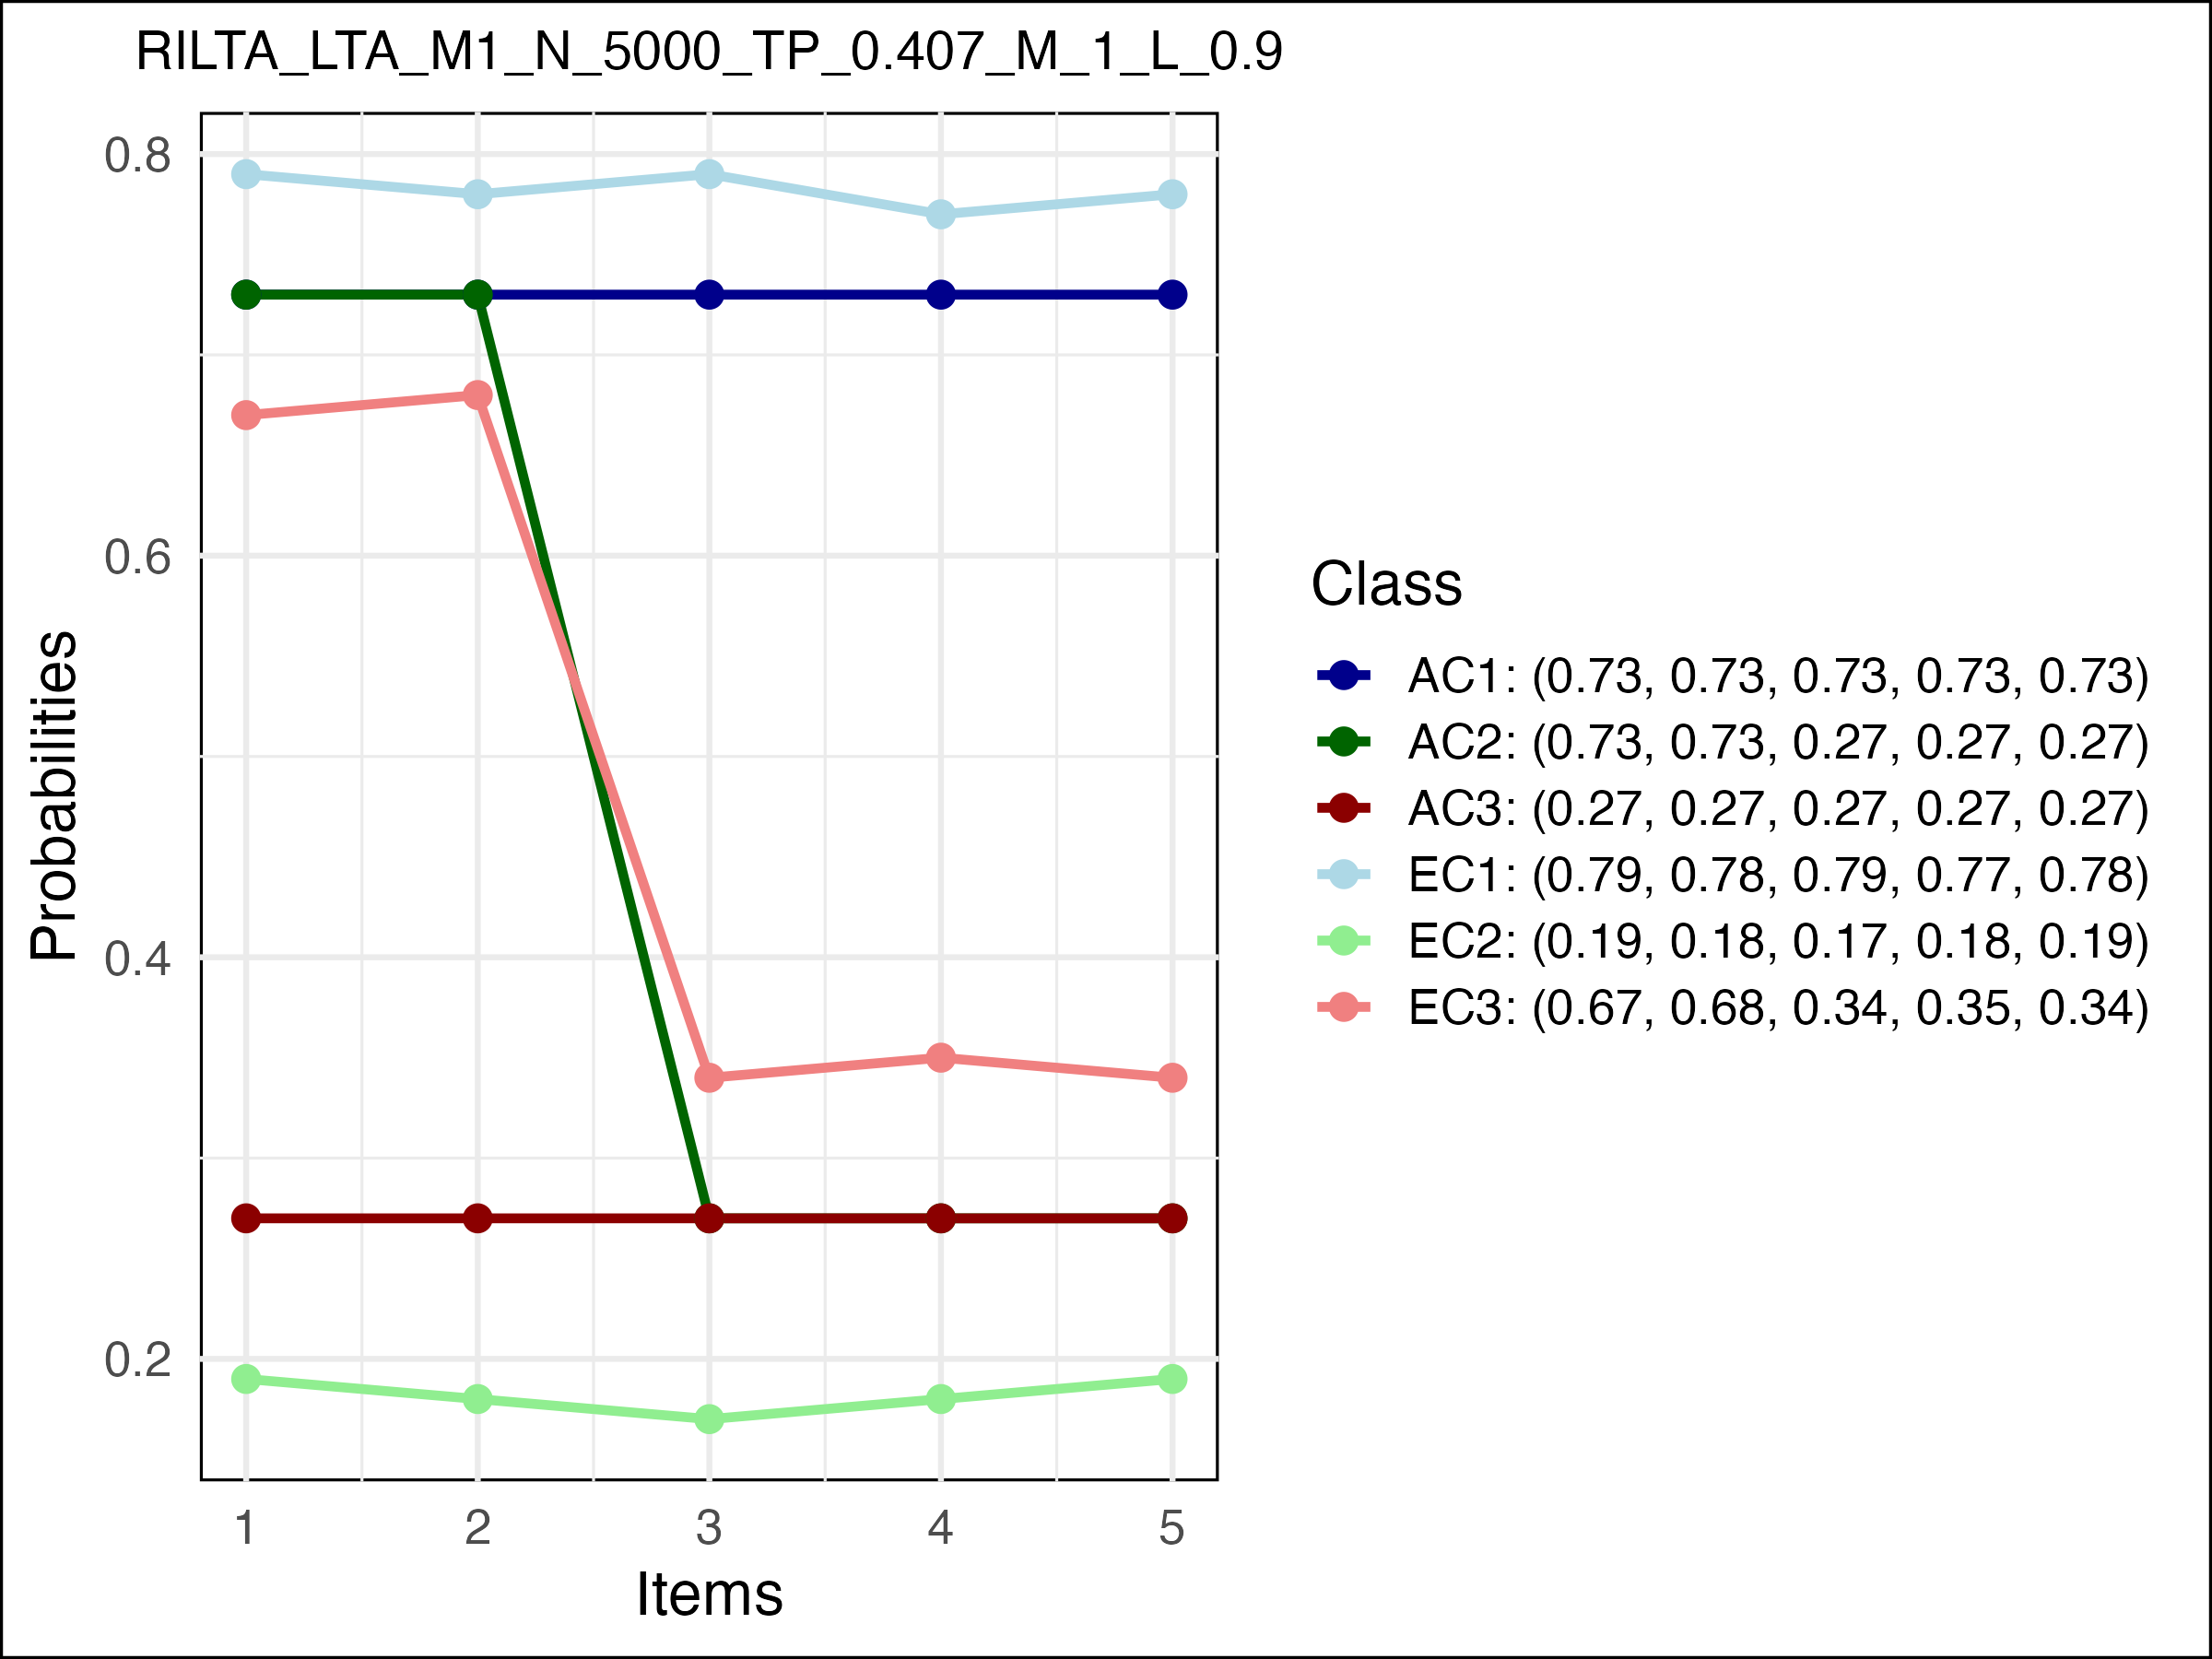 RILTA_LTA_M1_N_5000_TP_0.407_M_1_L_0.9
Probabilities
0.8
0.6
0.4
0.2
1 2 3 4 5
Items
Class
AC1: (0.73, 0.73, 0.73, 0.73, 0.73)
AC2: (0.73, 0.73, 0.27, 0.27, 0.27)
AC3: (0.27, 0.27, 0.27, 0.27, 0.27)
EC1: (0.79, 0.78, 0.79, 0.77, 0.78)
EC2: (0.19, 0.18, 0.17, 0.18, 0.19)
EC3: (0.67, 0.68, 0.34, 0.35, 0.34)